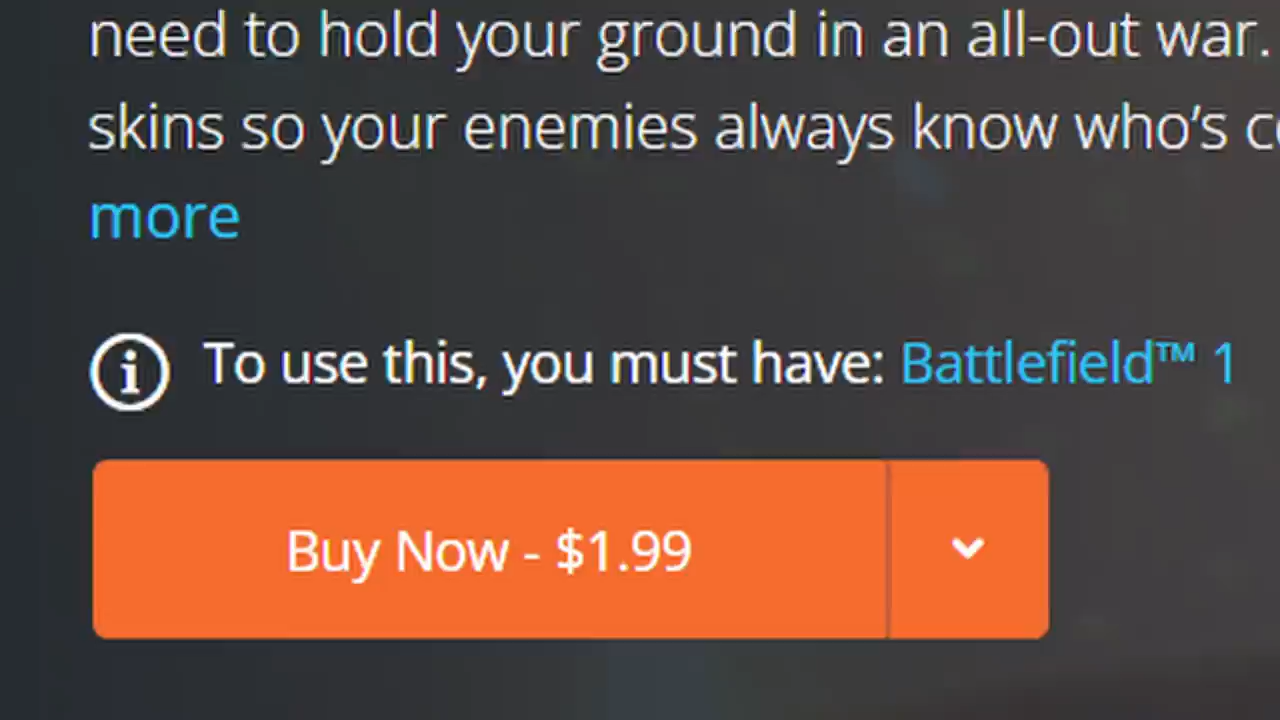 need to hold your ground in an all-out war.
skins so your enemies always know who’s
more
To use this, you must have: Battlefield™ 1
Buy Now - $1.99